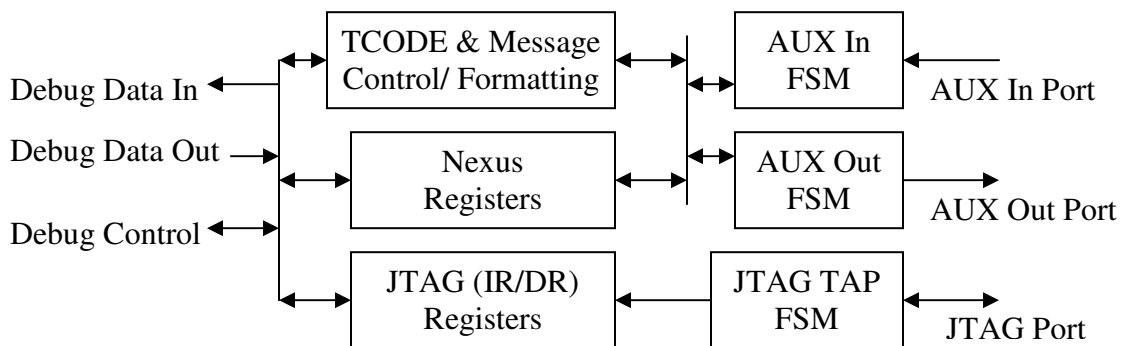 Debug Data In
Debug Data Out
Debug Control
TCODE & Message
Control/ Formatting
Nexus
Registers
JTAG (IR/DR)
Registers
AUX In
FSM
AUX Out
FSM
JTAG TAP
FSM
AUX In Port
AUX Out Port
JTAG Port